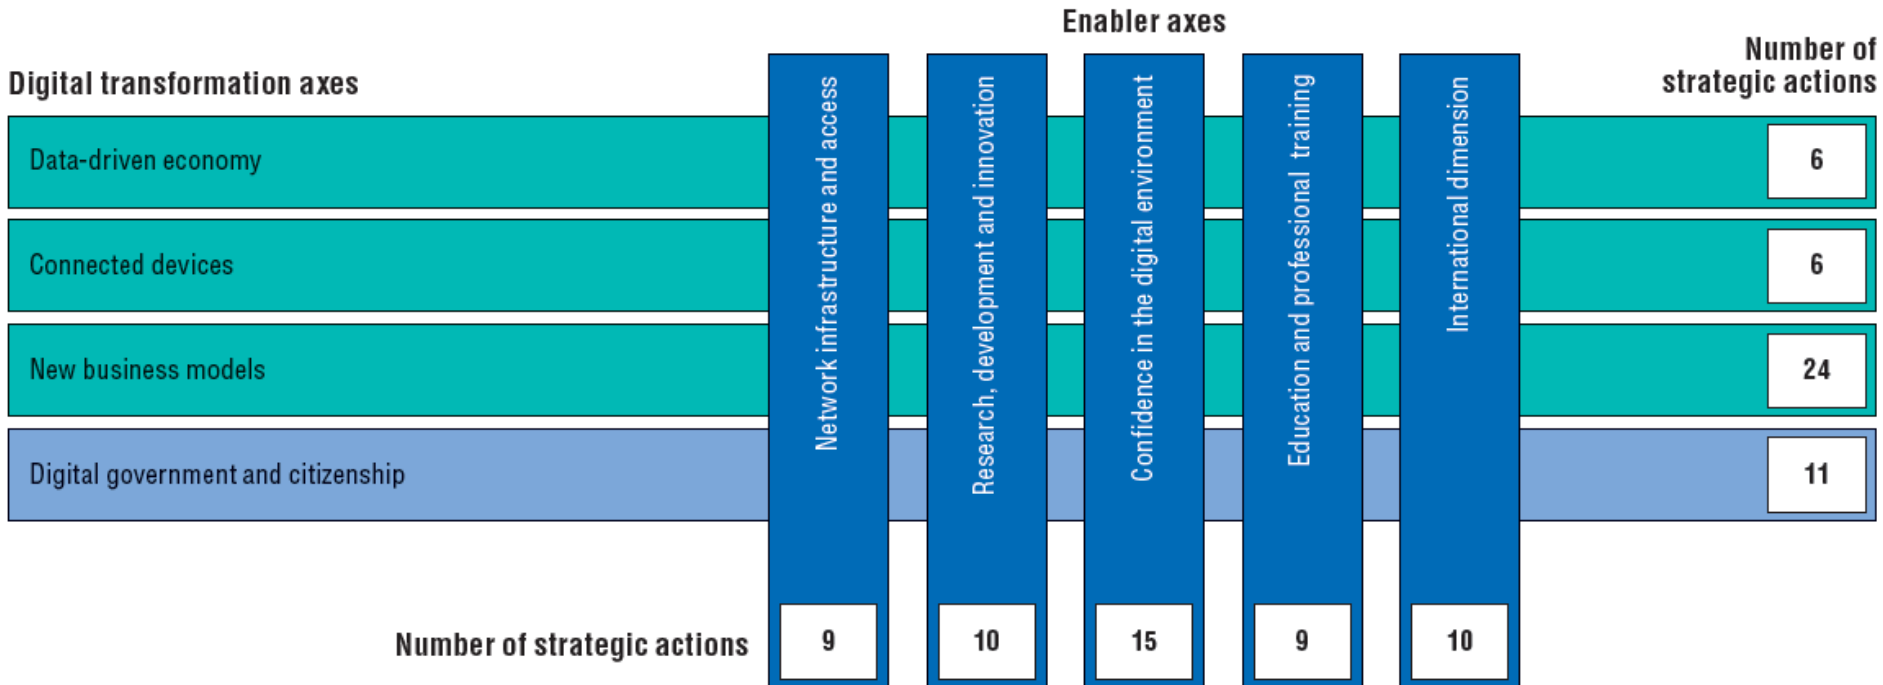 Enabler axes
Number of
strategic actions
Digital transformation axes
Network infrastructure and access
Research, development and innovation
Confidence in the digital environment
Education and professional training
International dimension
Data-driven economy
6
Connected devices
6
New business models
24
Digital government and citizenship
11
Number of strategic actions
9
10
15
9
10